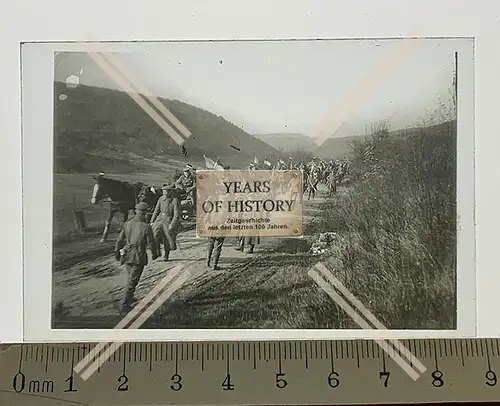 YEARS OF HISTORY
Zeitgeschichte
aus den letzten 100 Jahren.
0mm 1 2 3 4 5 6 7 8 9